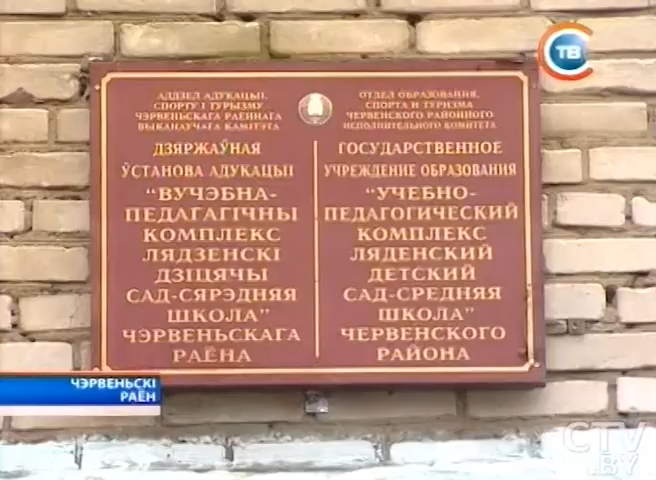 ТВ
АДДЗЕЛ АДУКАЦЫІ,
СПОРТУ І ТУРЫЗМУ
ЧЭРВЕНЬСКАГА РАЁННАГА
ВЫКАНАЎЧАГА КАМІТЭТА
ДЗЯРЖАЎНАЯ
ЎСТАНОВА АДУКАЦЫІ
“ВУЧЭБНА-
ПЕДАГАГІЧНЫ
КОМПЛЕКС
ЛЯДЗЕНСКІ
ДЗІЦЯЧЫ
САД-СЯРЭДНЯЯ
ШКОЛА”
ЧЭРВЕНЬСКАГА
РАЁНА
ОТДЕЛ ОБРАЗОВАНИЯ,
СПОРТА И ТУРИЗМА
ЧЕРВЕНСКОГО РАЙОННОГО
ИСПОЛНИТЕЛЬНОГО КОМИТЕТА
ГОСУДАРСТВЕННОЕ
УЧРЕЖДЕНИЕ ОБРАЗОВАНИЯ
“УЧЕБНО-
ПЕДАГОГИЧЕСКИЙ
КОМПЛЕКС
ЛЯДЕНСКИЙ
ДЕТСКИЙ
САД-СРЕДНЯЯ
ШКОЛА”
ЧЕРВЕНСКОГО
РАЙОНА
ЧЭРВЕНЬСКІ
РАЁН
CTV
.BY